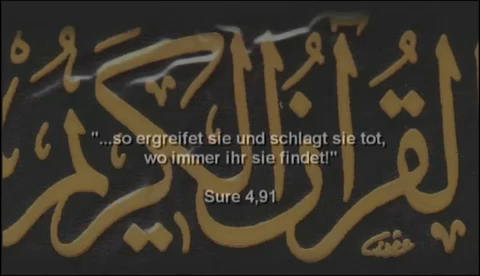 القرآن الكريم
"...so ergreifet sie und schlagt sie tot,
wo immer ihr sie findet!"
Sure 4,91